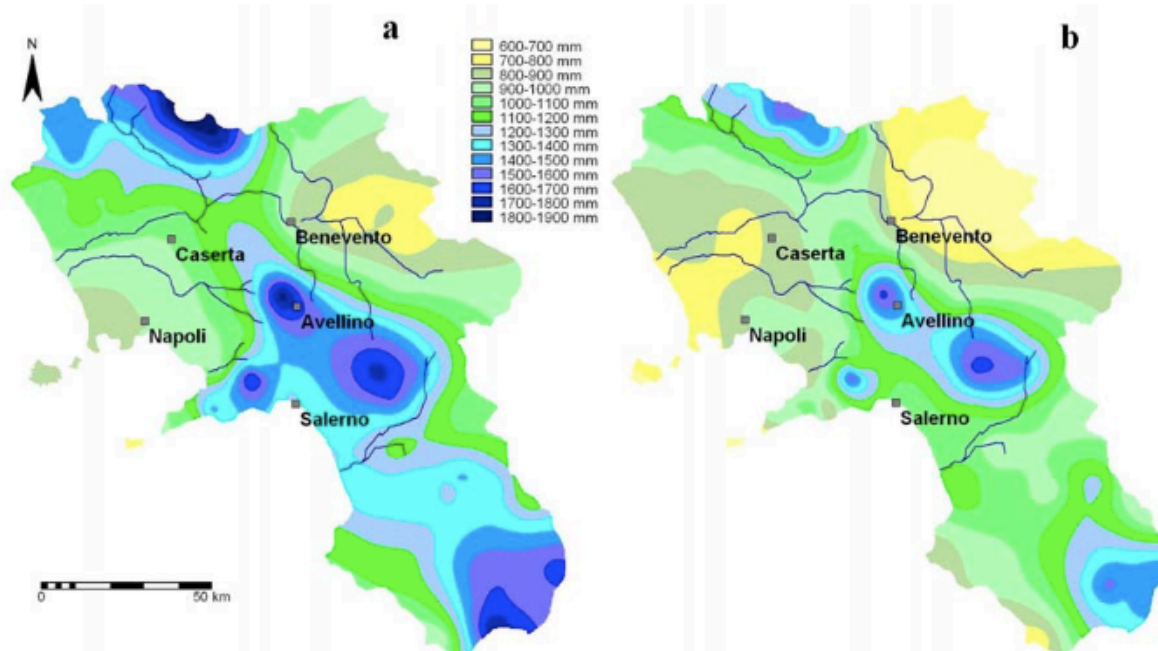 a
b
N
600-700 mm
700-800 mm
800-900 mm
900-1000 mm
1000-1100 mm
1100-1200 mm
1200-1300 mm
1300-1400 mm
1400-1500 mm
1500-1600 mm
1600-1700 mm
1700-1800 mm
1800-1900 mm
Benevento
Caserta
Avellino
Napoli
Salerno
0 50 km
Benevento
Caserta
Avellino
Napoli
Salerno